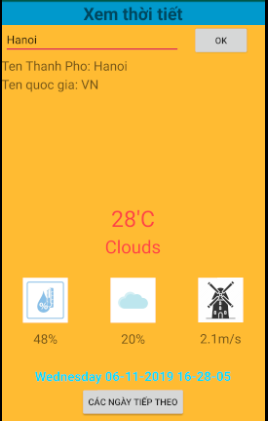 Xem thời tiết
Hanoi
OK
Ten Thanh Pho: Hanoi
Ten quoc gia: VN
28'C
Clouds
%
48% 20% 2.1m/s
Wednesday 06-11-2019 16-28-05
CÁC NGÀY TIẾP THEO